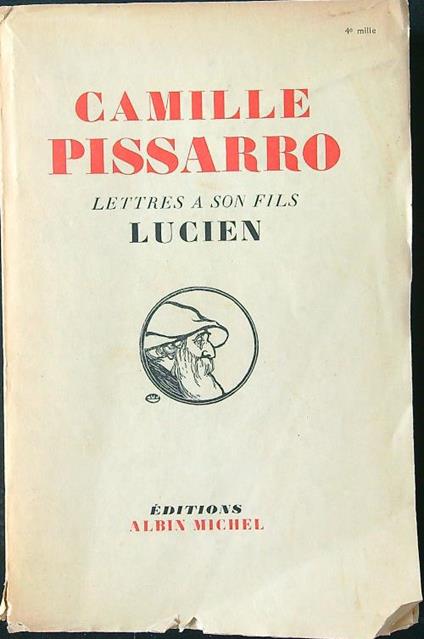 4e mille
CAMILLE
PISSARRO
LETTRES A SON FILS
LUCIEN
ÉDITIONS
ALBIN MICHEL